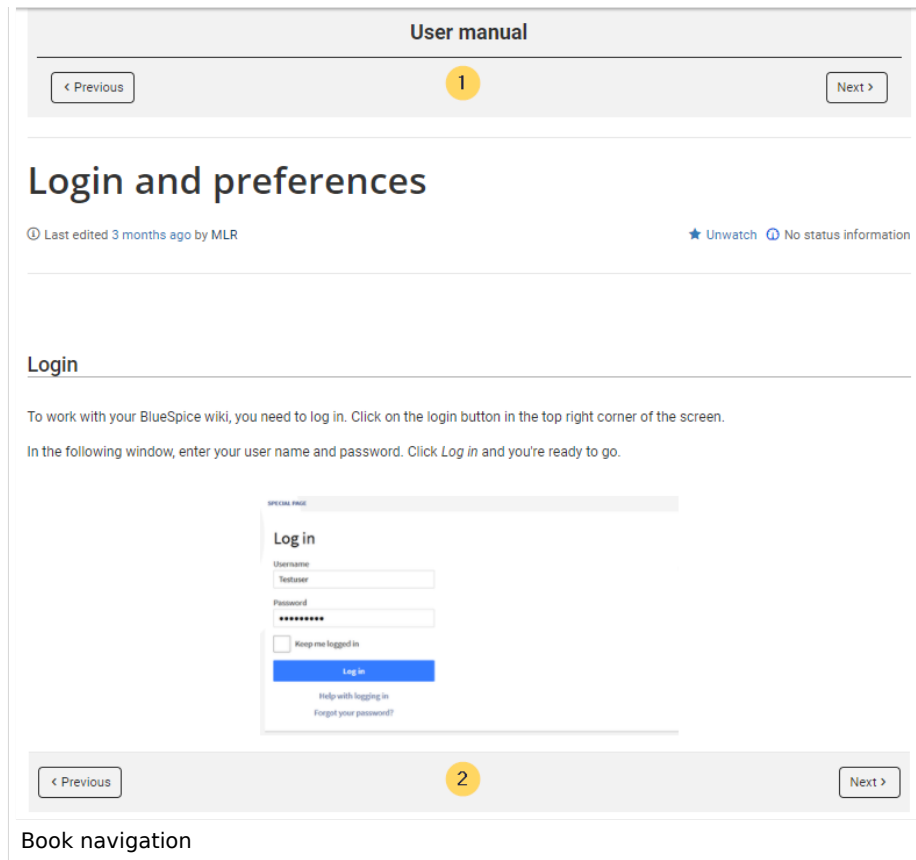 User manual
< Previous
1
Next >
Login and preferences
Last edited 3 months ago by MLR
Unwatch No status information
Login
To work with your BlueSpice wiki, you need to log in. Click on the login button in the top right corner of the screen.
In the following window, enter your user name and password. Click Log in and you're ready to go.
SPECIAL PAGE
Log in
Username
Testuser
Password
•••••••••
Keep me logged in
Log in
Help with logging in
Forgot your password?
< Previous
2
Next >
Book navigation